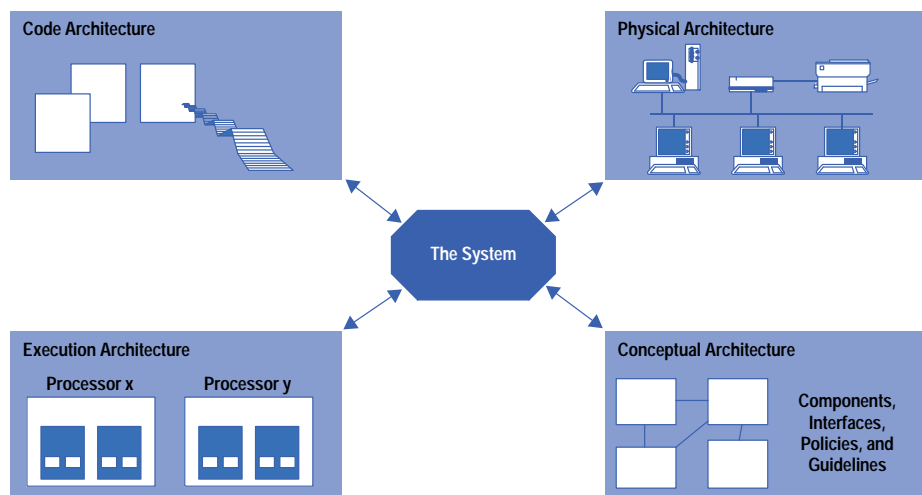 Code Architecture
Physical Architecture
The System
Execution Architecture
Processor x
Processor y
Conceptual Architecture
Components,
Interfaces,
Policies, and
Guidelines